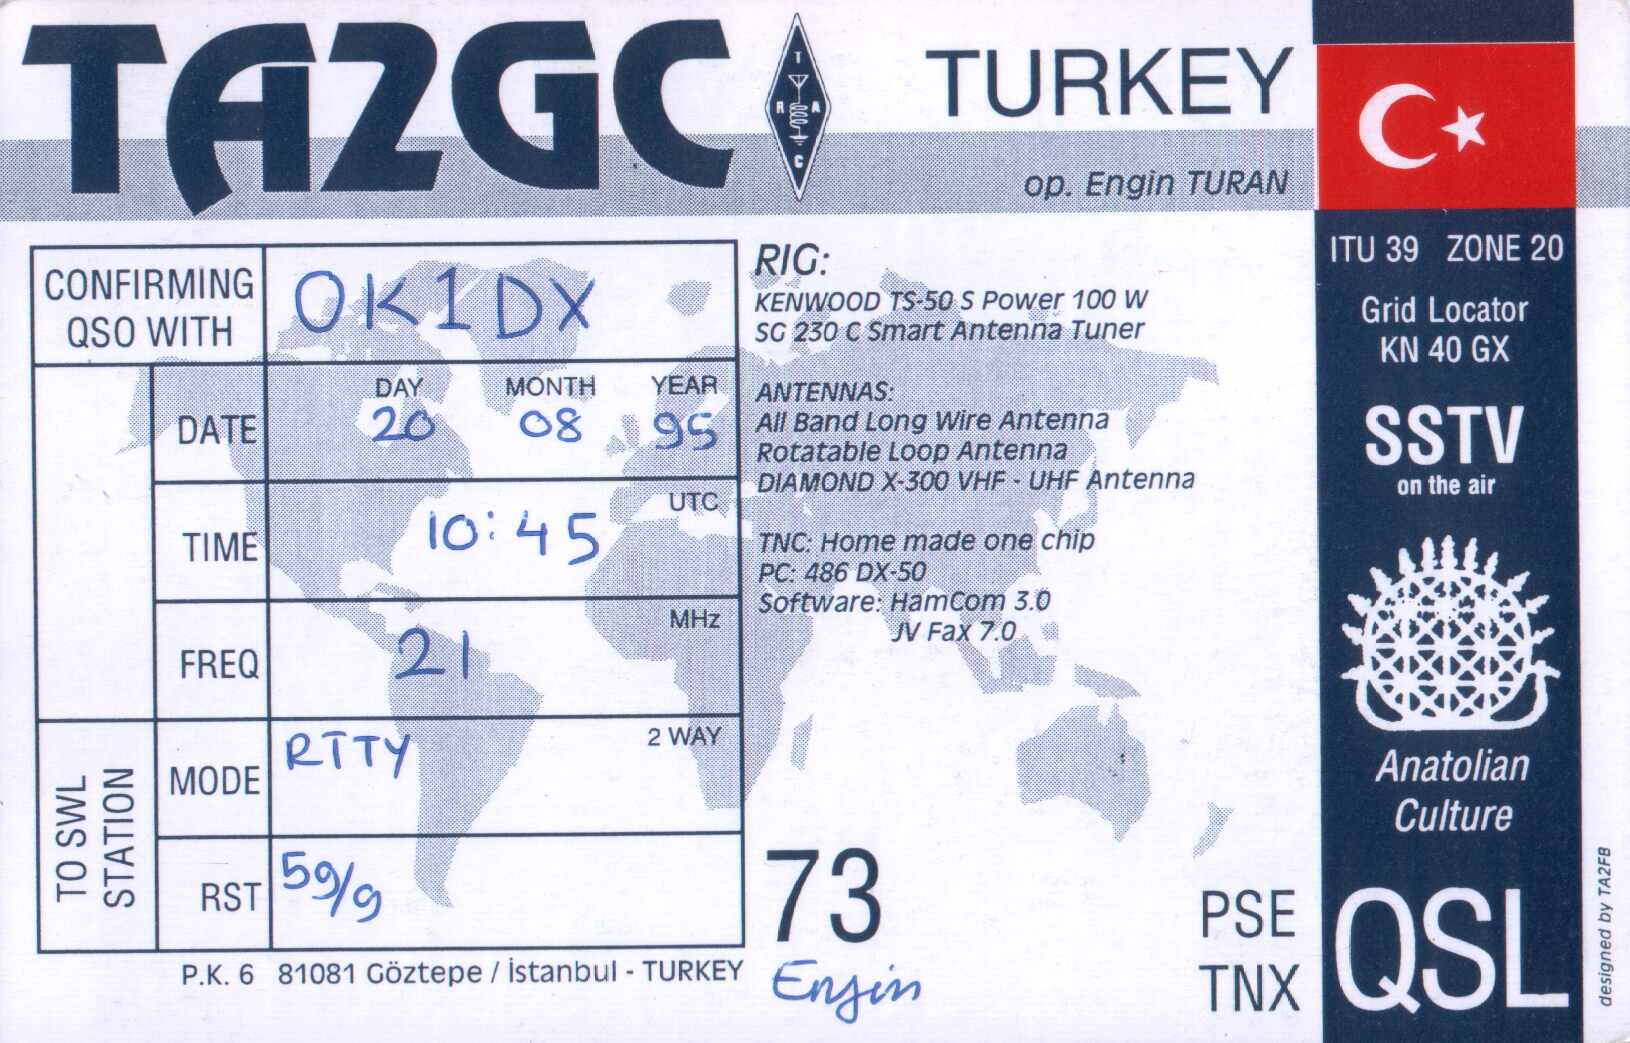 TA2GC
T
R A
C
TURKEY
op. Engin TURAN
CONFIRMING
QSO WITH
OK1DX
DATE
DAY MONTH YEAR
20 08 95
TIME
UTC
10:45
FREQ
MHz
21
TO SWL
STATION
MODE
2 WAY
RTTY
RST
59/9
P.K. 6 81081 Göztepe / İstanbul - TURKEY
RIG:
KENWOOD TS-50 S Power 100 W
SG 230 C Smart Antenna Tuner
ANTENNAS:
All Band Long Wire Antenna
Rotatable Loop Antenna
DIAMOND X-300 VHF - UHF Antenna
TNC: Home made one chip
PC: 486 DX-50
Software: HamCom 3.0
JV Fax 7.0
73
Engin
PSE
TNX
ITU 39 ZONE 20
Grid Locator
KN 40 GX
SSTV
on the air
Anatolian
Culture
QSL
designed by TA2FB